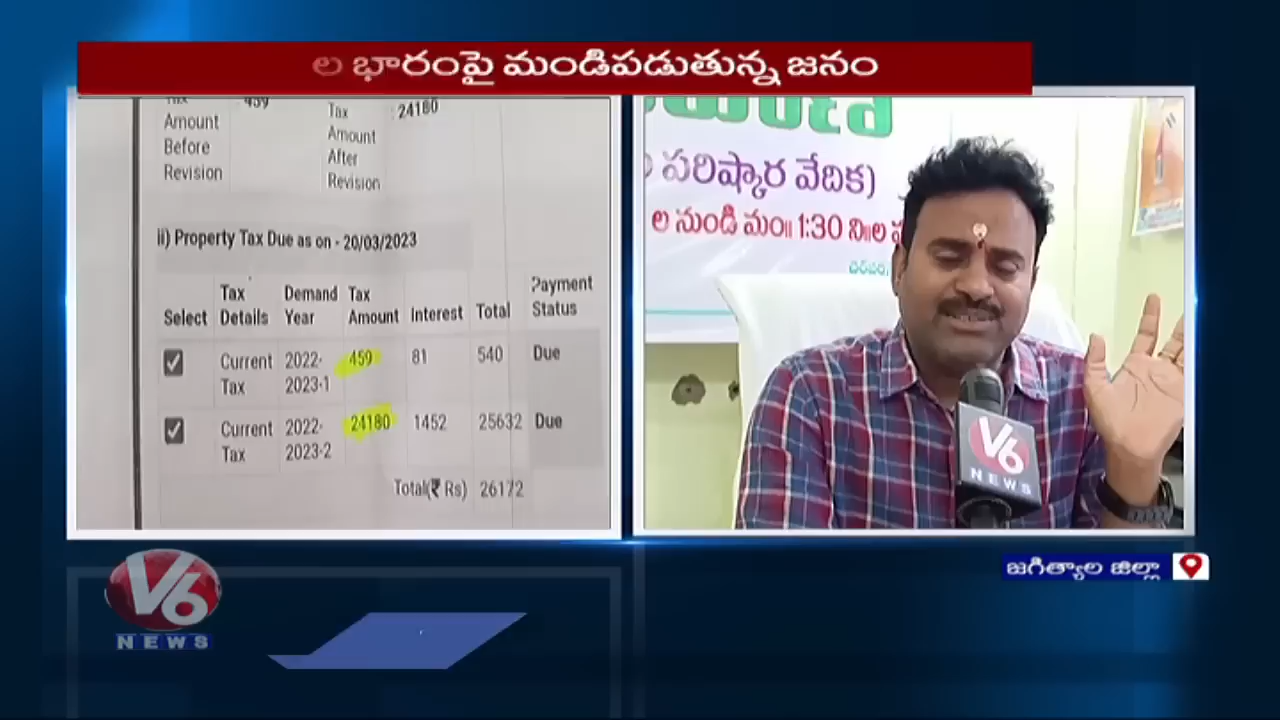 ల భారంపై మండిపడుతున్న జనం
Tax 459 Tax 24180
Amount Amount
Before After
Revision Revision
ii) Property Tax Due as on - 20/03/2023
Select Tax Details Demand Year Tax Amount Interest Total Payment Status
Current Tax 2022-2023-1 459 81 540 Due
Current Tax 2022-2023-2 24180 1452 25632 Due
Total(₹ Rs) 26172
పరిష్కార వేదిక)
ల నుండి మం॥ 1:30 ని॥ల
V6
NEWS
జగిత్యాల జిల్లా
V6
NEWS